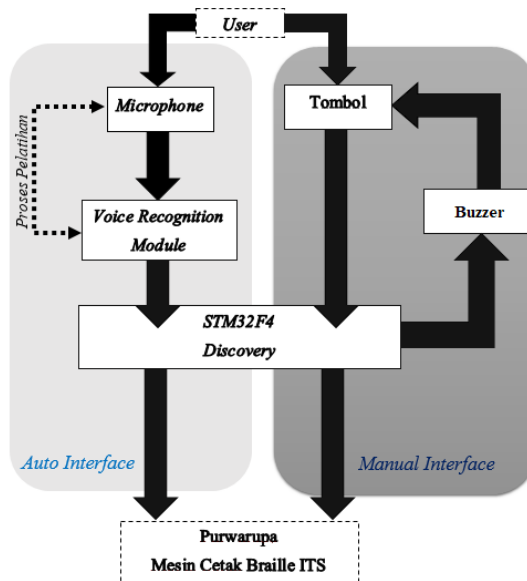 User
Microphone
Tombol
Proses Pelatihan
Voice Recognition
Module
Buzzer
STM32F4
Discovery
Auto Interface
Manual Interface
Purwarupa
Mesin Cetak Braille ITS